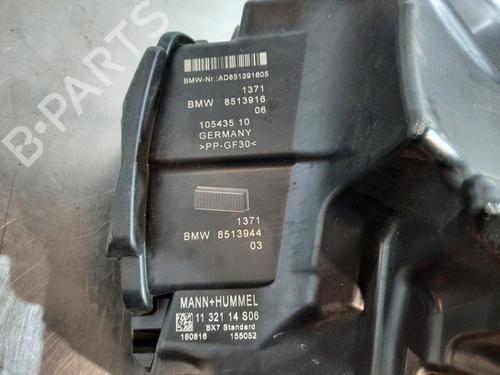 BMW-Nr.:AD851391605
1371
BMW 8513916
06
105435 10
GERMANY
>PP-GF30<
1371
BMW 8513944
03
MANN+HUMMEL
11 321 14 S06
BX7 Standard
180616 155052
B-PARTS